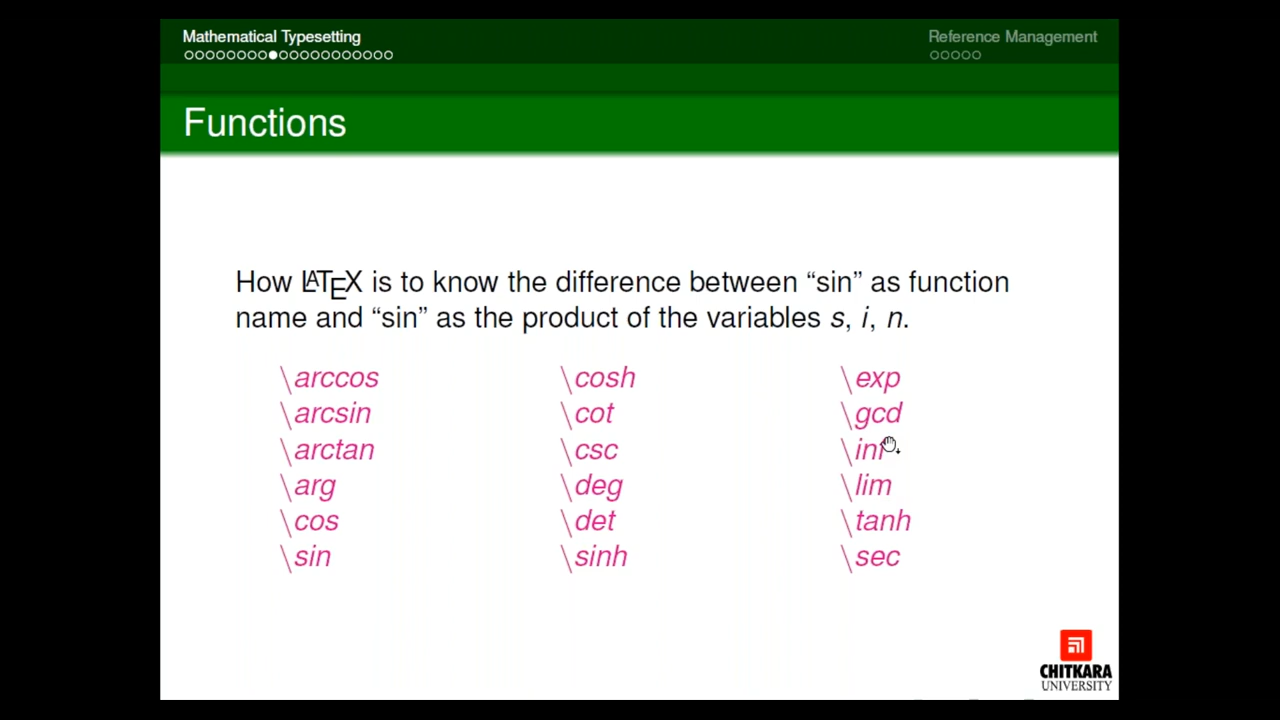 Mathematical Typesetting
Reference Management
Functions
How LATEX is to know the difference between “sin” as function
name and “sin” as the product of the variables s, i, n.
\arccos \cosh \exp
\arcsin \cot \gcd
\arctan \csc
\arg \deg \lim
\cos \det \tanh
\sin \sinh \sec
CHITKARA
UNIVERSITY